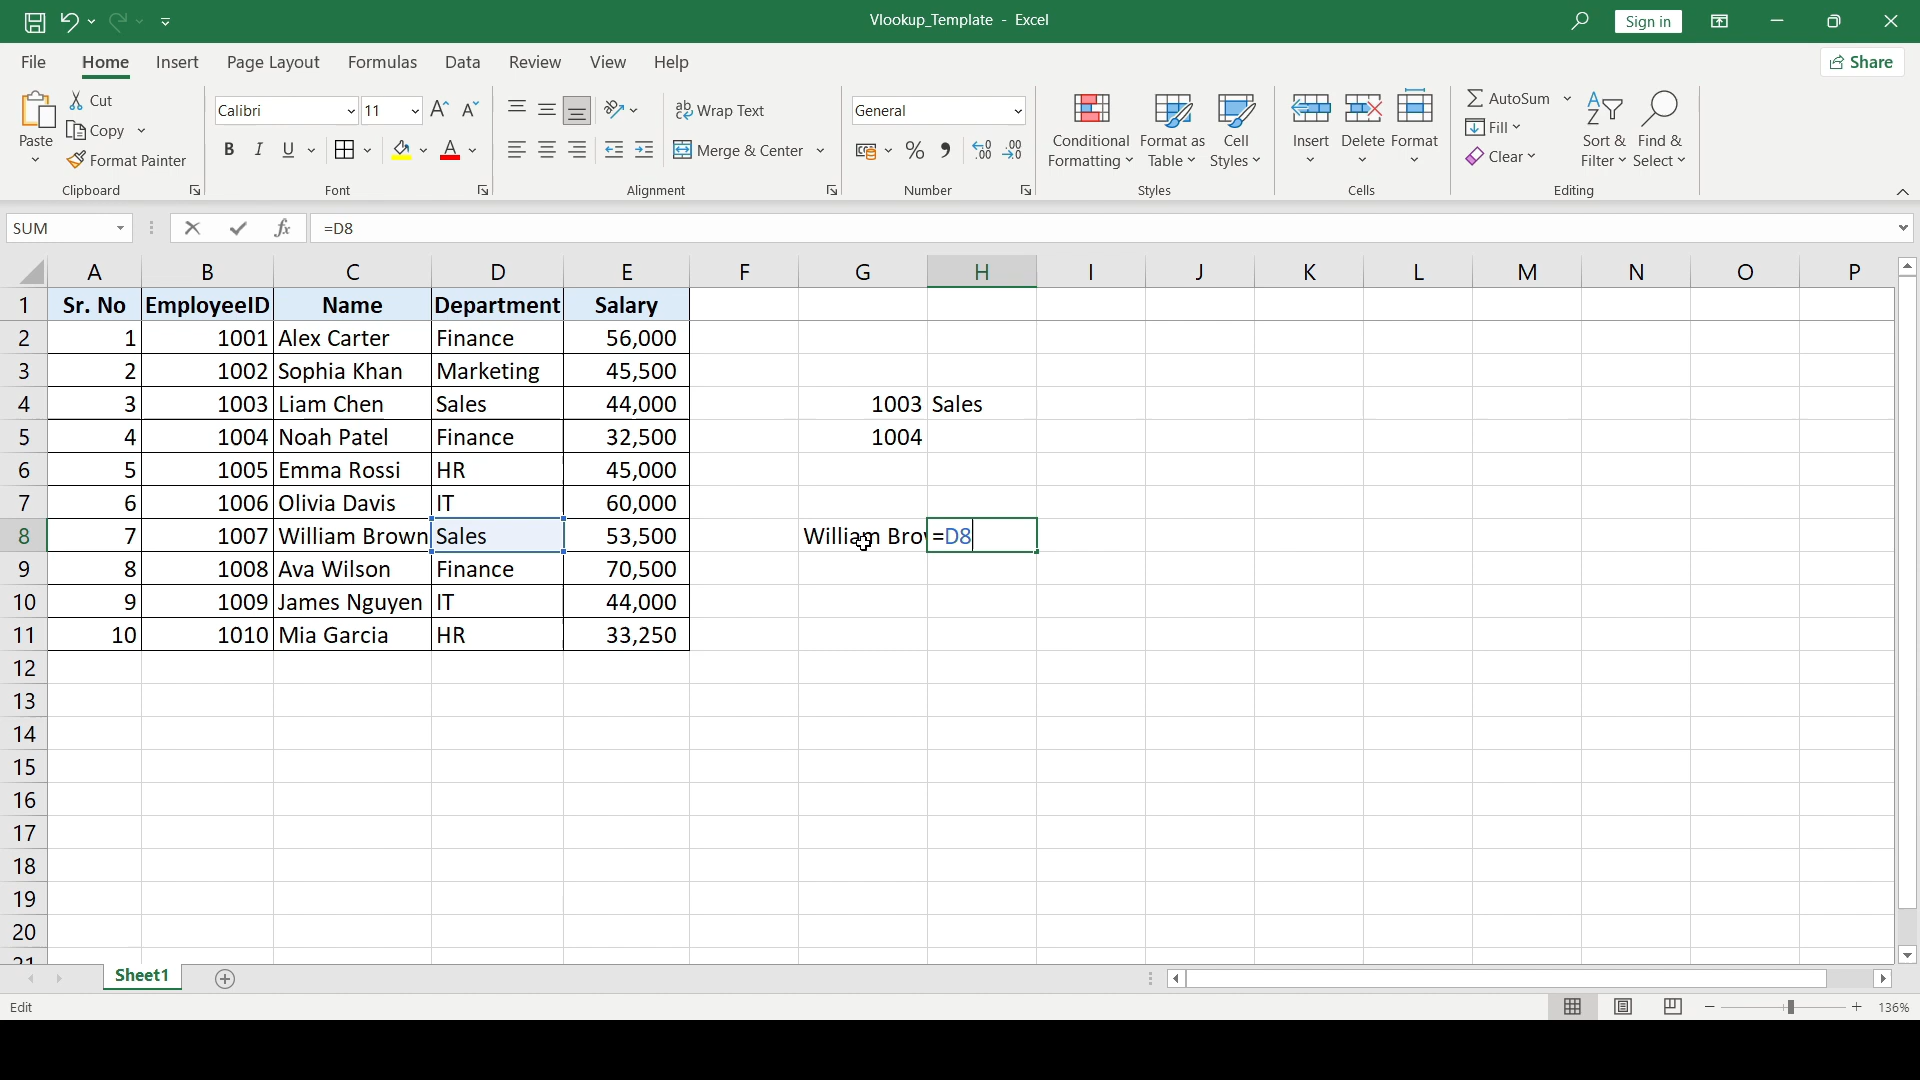 Vlookup_Template - Excel
Sign in
File Home Insert Page Layout Formulas Data Review View Help
Share
Paste
Cut
Copy
Format Painter
Clipboard
Calibri 11
B I U A
Font
ab Wrap Text
Merge & Center
Alignment
General
% , .00 .00
Number
Conditional Formatting
Format as Table
Cell Styles
Styles
Insert Delete Format
Cells
AutoSum
Fill
Clear
Sort & Filter
Find & Select
Editing
SUM fx =D8
A B C D E F G H I J K L M N O P
1 Sr. No EmployeeID Name Department Salary
2 1 1001 Alex Carter Finance 56,000
3 2 1002 Sophia Khan Marketing 45,500
4 3 1003 Liam Chen Sales 44,000 1003 Sales
5 4 1004 Noah Patel Finance 32,500 1004
6 5 1005 Emma Rossi HR 45,000
7 6 1006 Olivia Davis IT 60,000
8 7 1007 William Brown Sales 53,500 William Bro =D8
9 8 1008 Ava Wilson Finance 70,500
10 9 1009 James Nguyen IT 44,000
11 10 1010 Mia Garcia HR 33,250
12
13
14
15
16
17
18
19
20
21
Sheet1
Edit
136%